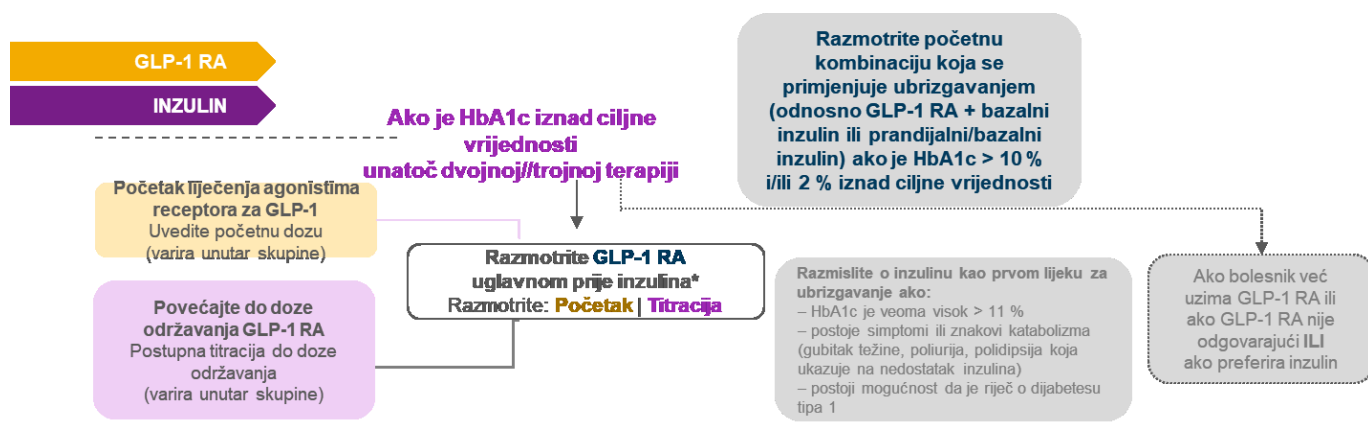 GLP-1 RA
INZULIN
Ako je HbA1c iznad ciljne
vrijednosti
unatoč dvojnoj//trojnoj terapiji
Razmotrite početnu
kombinaciju koja se
primjenjuje ubrizgavanjem
(odnosno GLP-1 RA + bazalni
inzulin ili prandijalni/bazalni
inzulin) ako je HbA1c > 10 %
i/ili 2 % iznad ciljne vrijednosti
Početak liječenja agonistima
receptora za GLP-1
Uvedite početnu dozu
(varira unutar skupine)
Povećajte do doze
održavanja GLP-1 RA
Postupna titracija do doze
održavanja
(varira unutar skupine)
Razmotrite GLP-1 RA
uglavnom prije inzulina*
Razmotrite: Početak | Titracija
Razmislite o inzulinu kao prvom lijeku za
ubrizgavanje ako:
– HbA1c je veoma visok > 11 %
– postoje simptomi ili znakovi katabolizma
(gubitak težine, poliurija, polidipsija koja
ukazuje na nedostatak inzulina)
– postoji mogućnost da je riječ o dijabetesu
tipa 1
Ako bolesnik već
uzima GLP-1 RA ili
ako GLP-1 RA nije
odgovarajući ILI
ako preferira inzulin